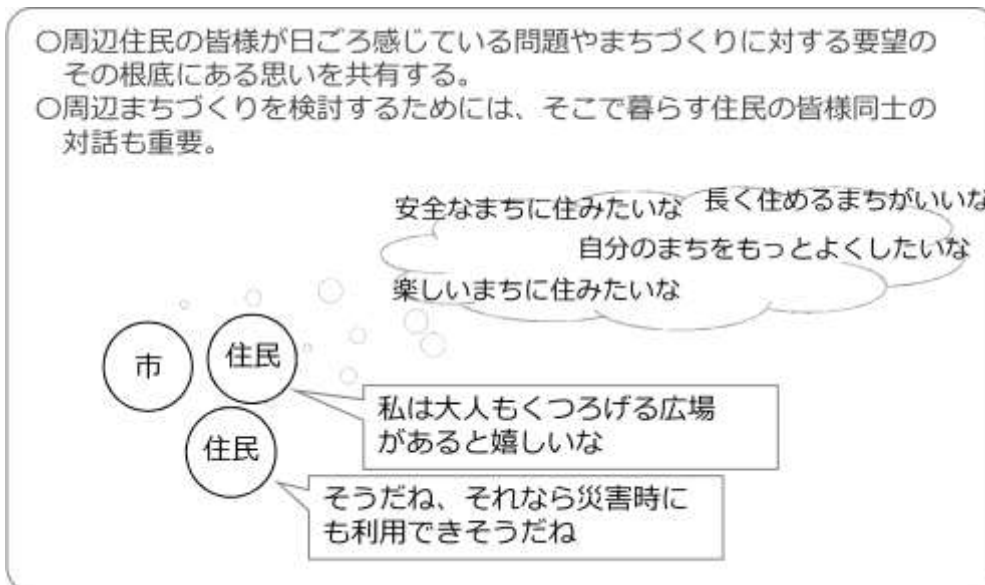 ○周辺住民の皆様が日ごろ感じている問題やまちづくりに対する要望の
その根底にある思いを共有する。
○周辺まちづくりを検討するためには、そこで暮らす住民の皆様同士の
対話も重要。
安全なまちに住みたいな
長く住めるまちがいいな
自分のまちをもっとよくしたいな
楽しいまちに住みたいな
市
住民
住民
私は大人もくつろげる広場
があると嬉しいな
そうだね、それなら災害時に
も利用できそうだね